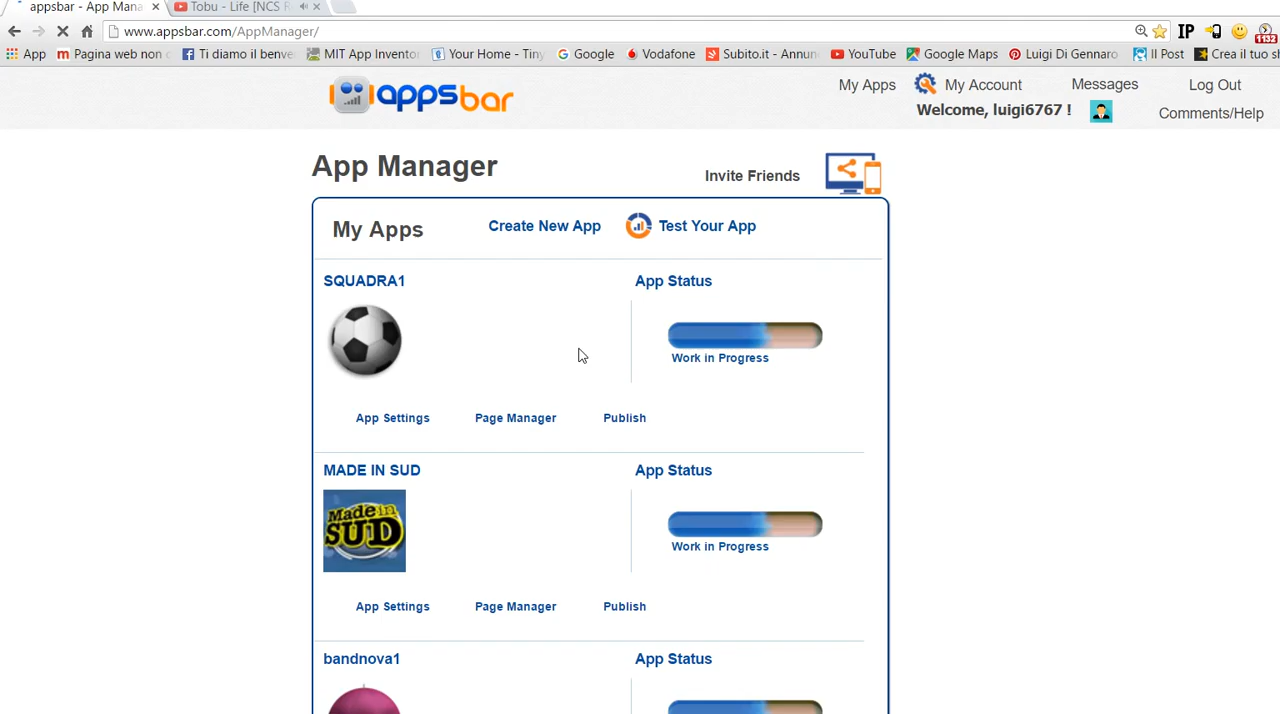 appsbar - App Mana
Tobu - Life [NCS R
www.appsbar.com/AppManager/
IP
1132
App
Pagina web non d
Ti diamo il benve
MIT App Inventor
Your Home - Tiny
Google
Vodafone
Subito.it - Annun
YouTube
Google Maps
Luigi Di Gennaro
Il Post
Crea il tuo s
appsbar
My Apps
My Account
Messages
Log Out
Welcome, luigi6767 !
Comments/Help
App Manager
Invite Friends
My Apps
Create New App
Test Your App
SQUADRA1
App Status
Work in Progress
App Settings
Page Manager
Publish
MADE IN SUD
App Status
Made in
SUD
Work in Progress
App Settings
Page Manager
Publish
bandnova1
App Status